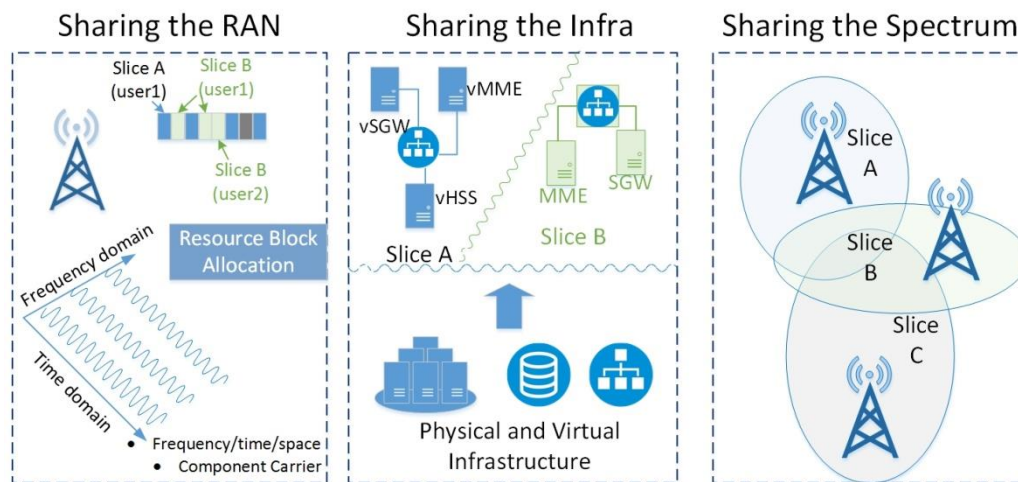 Sharing the RAN
Slice A
(user1)
Slice B
(user1)
Slice B
(user2)
Resource Block
Allocation
Frequency domain
Time domain
● Frequency/time/space
● Component Carrier
Sharing the Infra
vSGW
vMME
vHSS
Slice A
MME
SGW
Slice B
Physical and Virtual
Infrastructure
Sharing the Spectrum
Slice
A
Slice
B
Slice
C